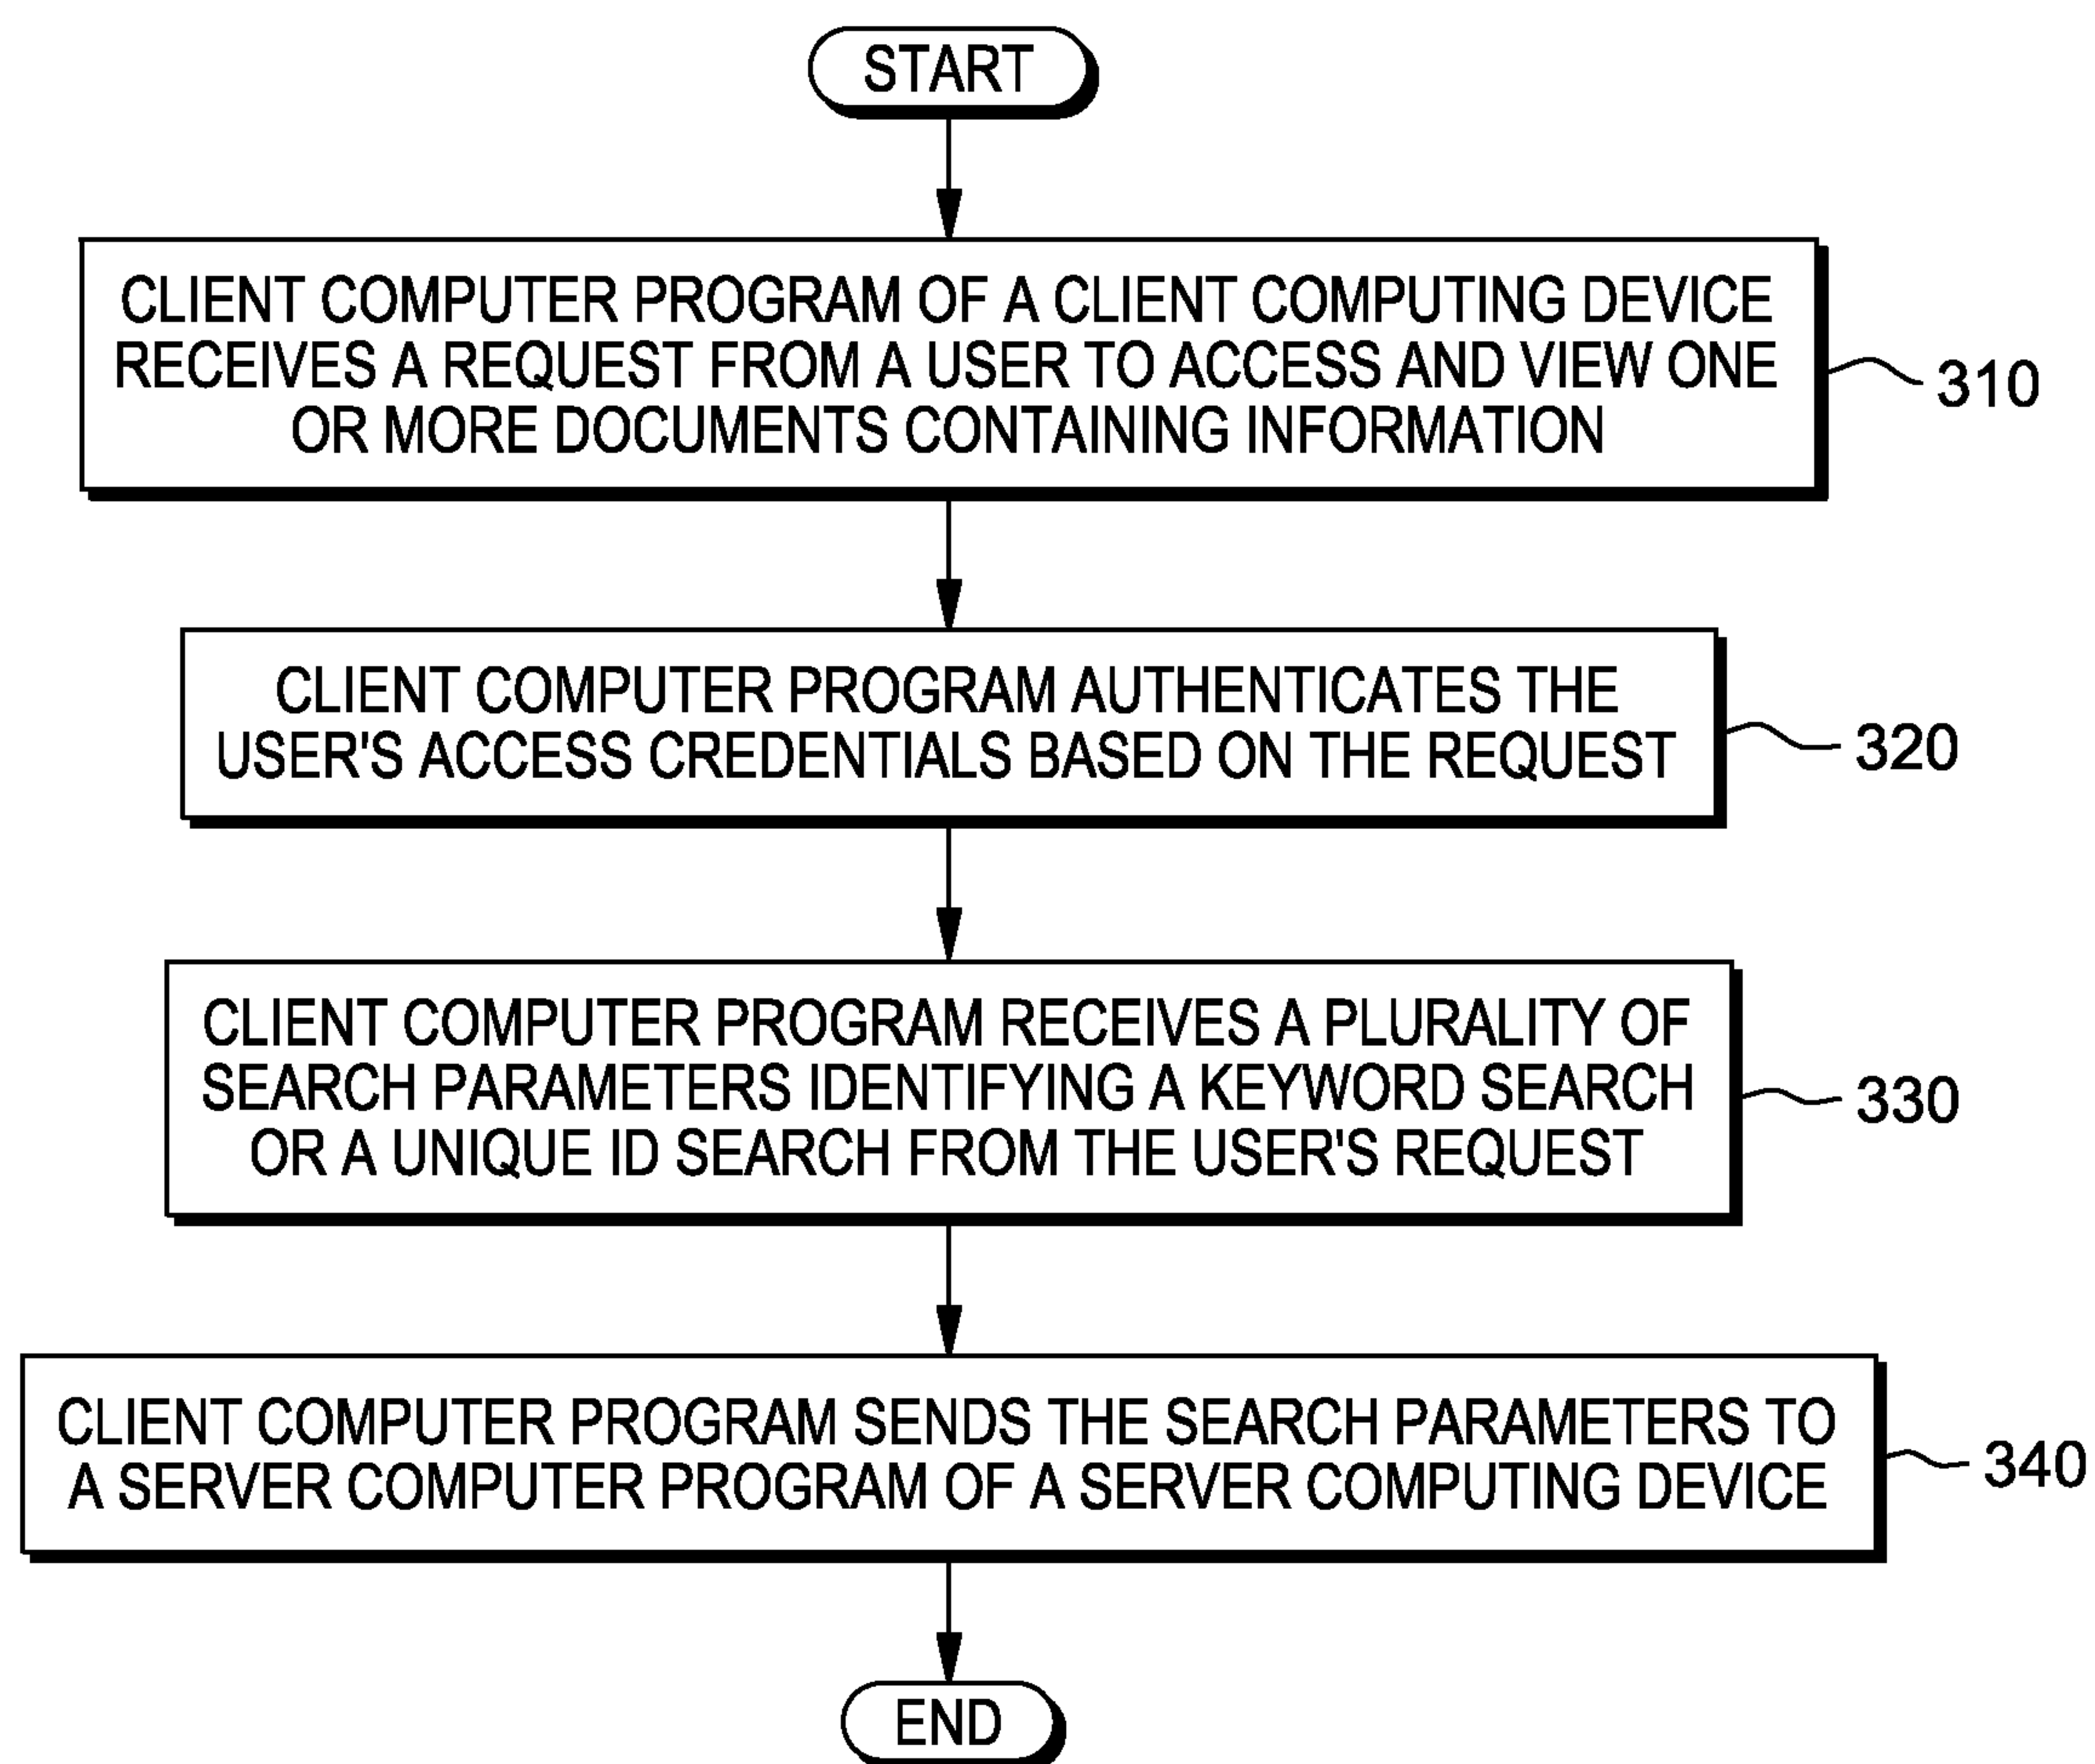 START
CLIENT COMPUTER PROGRAM OF A CLIENT COMPUTING DEVICE
RECEIVES A REQUEST FROM A USER TO ACCESS AND VIEW ONE
OR MORE DOCUMENTS CONTAINING INFORMATION
310
CLIENT COMPUTER PROGRAM AUTHENTICATES THE
USER'S ACCESS CREDENTIALS BASED ON THE REQUEST
320
CLIENT COMPUTER PROGRAM RECEIVES A PLURALITY OF
SEARCH PARAMETERS IDENTIFYING A KEYWORD SEARCH
OR A UNIQUE ID SEARCH FROM THE USER'S REQUEST
330
CLIENT COMPUTER PROGRAM SENDS THE SEARCH PARAMETERS TO
A SERVER COMPUTER PROGRAM OF A SERVER COMPUTING DEVICE
340
END